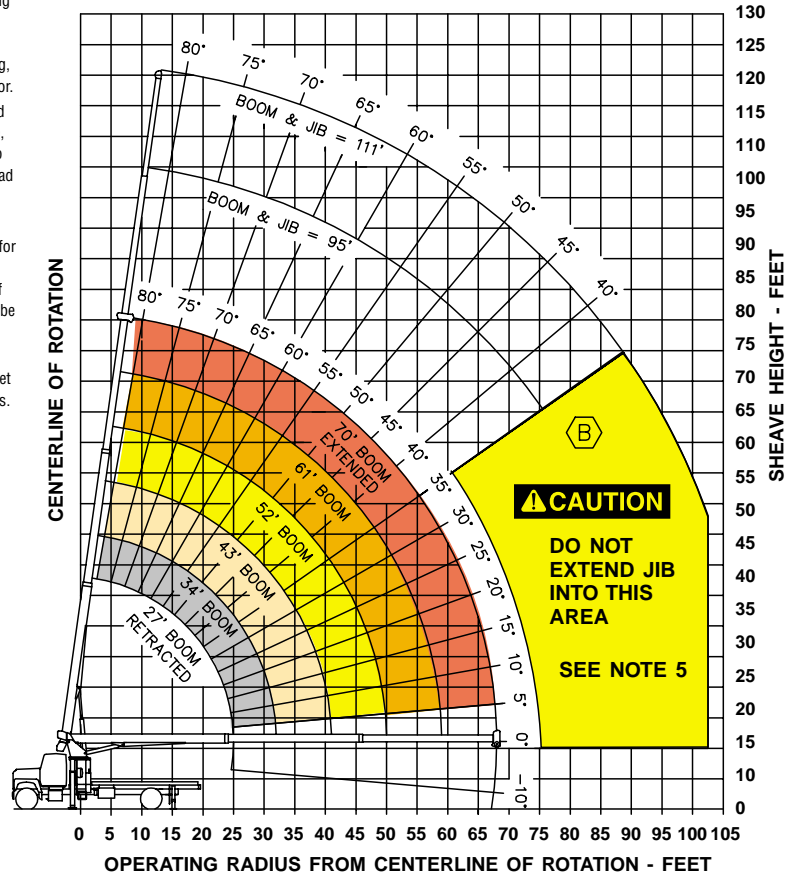 g
g,
or.
d
,
o
ad
for
f
be
et
s.
CENTERLINE OF ROTATION
80° 75° 70° 65° 60° 55° 50° 45° 40°
BOOM & JIB = 111'
BOOM & JIB = 95'
80° 75° 70° 65° 60° 55° 50° 45° 40° 35° 30° 25° 20° 15° 10° 5° 0° -10°
70' BOOM
EXTENDED
61' BOOM
52' BOOM
43' BOOM
34' BOOM
27' BOOM
RETRACTED
B
CAUTION
DO NOT
EXTEND JIB
INTO THIS
AREA
SEE NOTE 5
130
125
120
115
110
100
95
90
85
80
75
70
65
60
55
50
45
40
35
30
25
20
15
10
0
SHEAVE HEIGHT - FEET
0 5 10 15 20 25 30 35 40 45 50 55 60 65 70 75 80 85 90 95 100 105
OPERATING RADIUS FROM CENTERLINE OF ROTATION - FEET